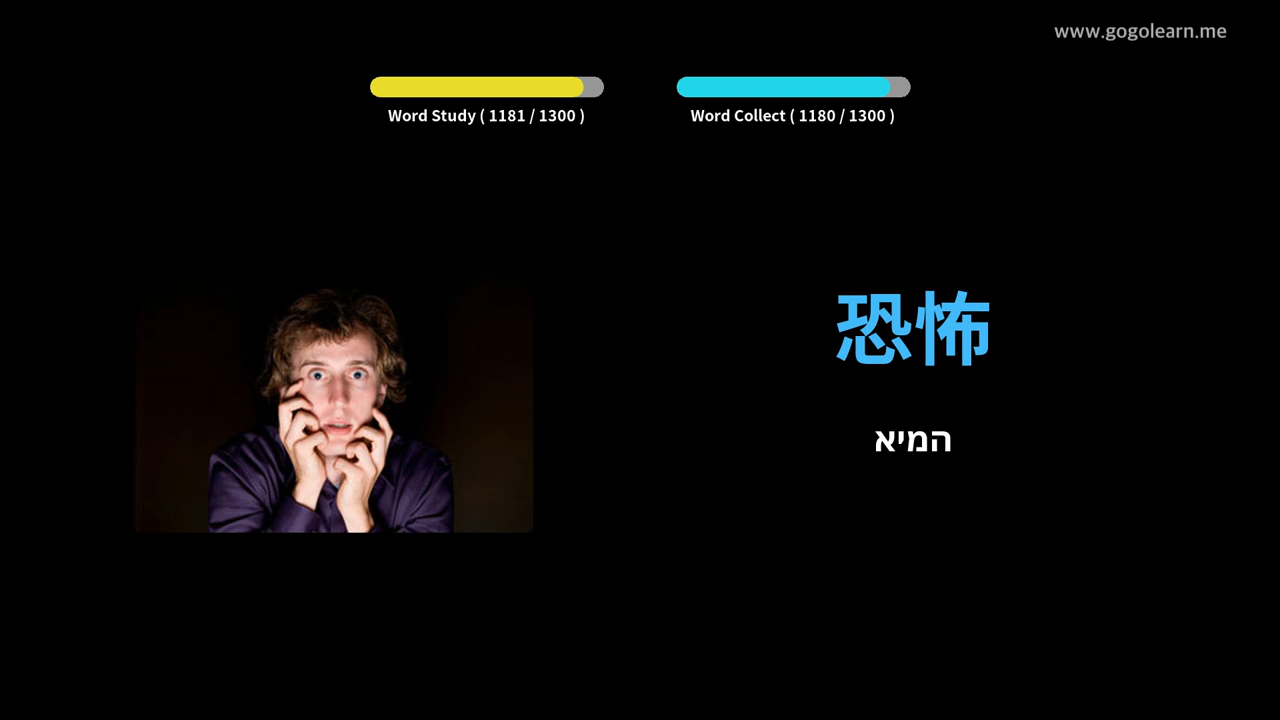 www.gogolearn.me
Word Study ( 1181 / 1300 )
Word Collect ( 1180 / 1300 )
恐怖
המיא